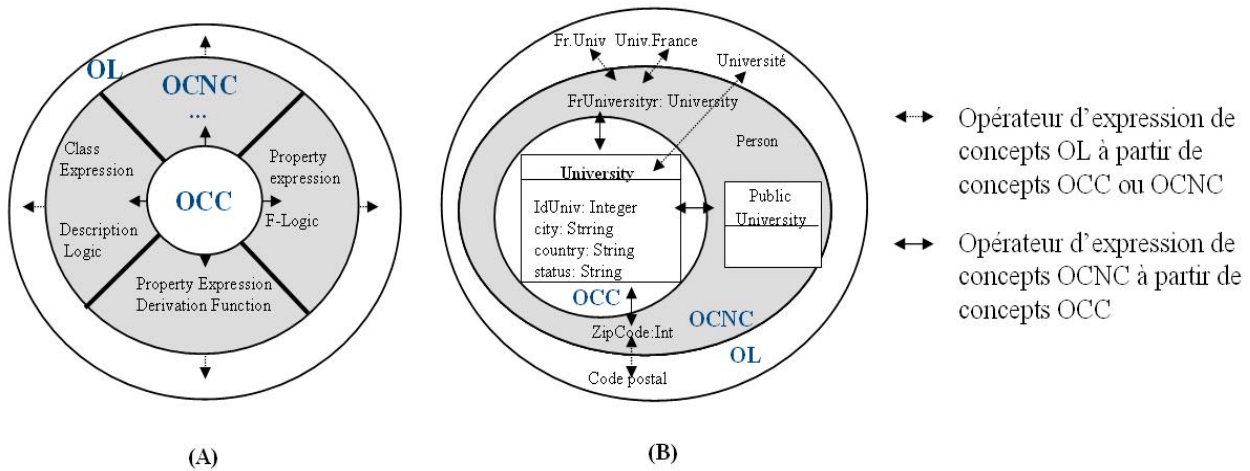 OL
OCNC
...
Class
Expression
Property
expression
OCC
F-Logic
Description
Logic
Property Expression
Derivation Function
(A)
Fr.Univ
Univ.France
Université
FrUniversityr: University
Person
University
IdUniv: Integer
city: Strring
country: String
status: String
Public
University
OCC
OCNC
ZipCode:Int
OL
Code postal
(B)
Opérateur d'expression de
concepts OL à partir de
concepts OCC ou OCNC
Opérateur d'expression de
concepts OCNC à partir de
concepts OCC